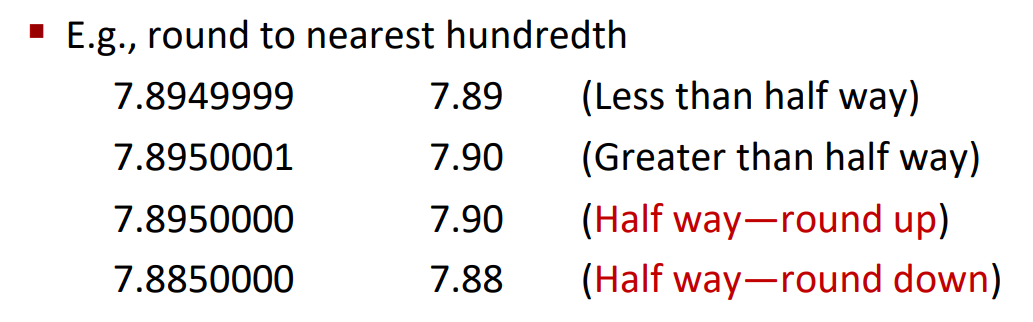 ▪ E.g., round to nearest hundredth
7.8949999 7.89 (Less than half way)
7.8950001 7.90 (Greater than half way)
7.8950000 7.90 (Half way—round up)
7.8850000 7.88 (Half way—round down)